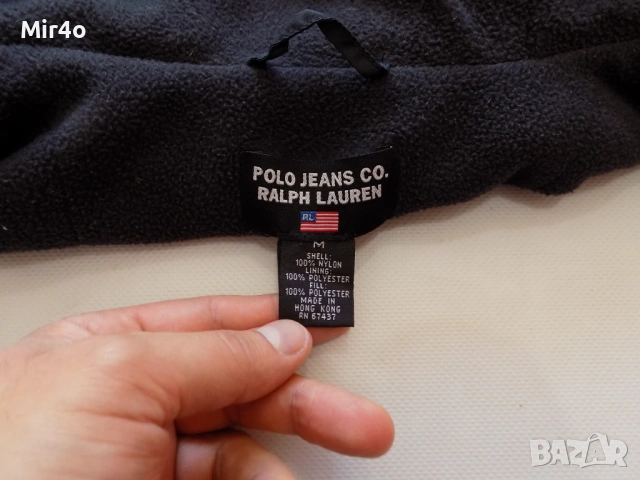 Mir4o
POLO JEANS CO.
RALPH LAUREN
RL
M
SHELL:
100% NYLON
LINING:
100% POLYESTER
FILL:
100% POLYESTER
MADE IN
HONG KONG
RN 67437
BAZAR